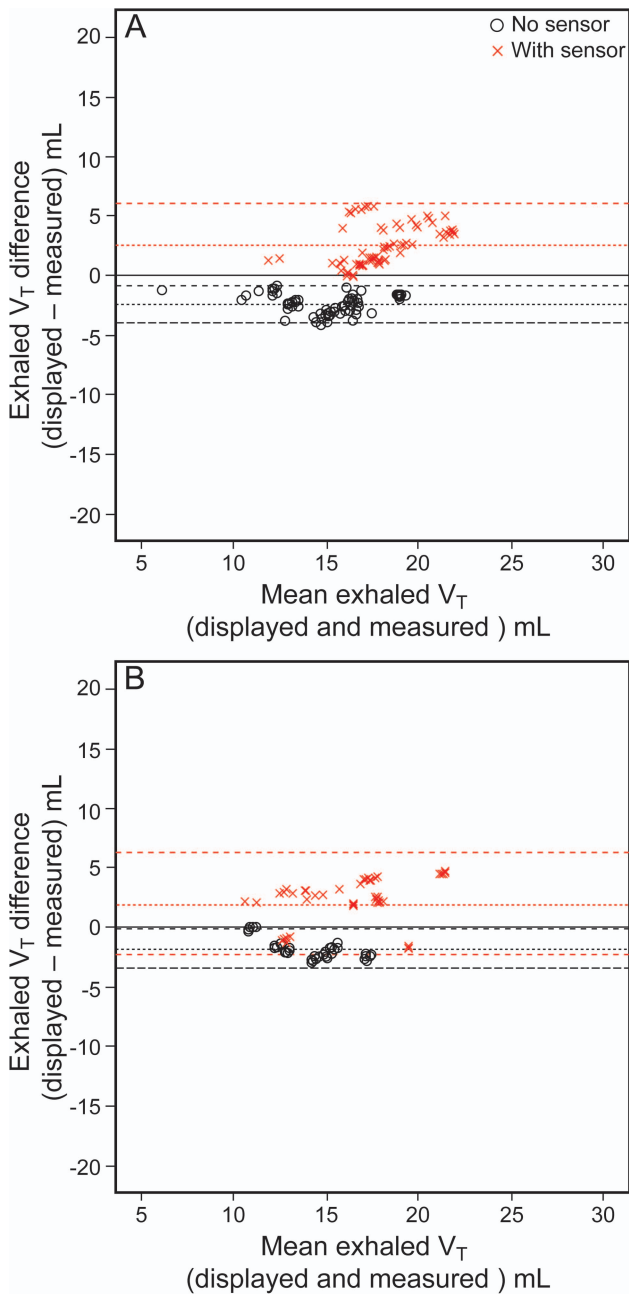 A
No sensor
With sensor
20
15
10
5
0
-5
-10
-15
-20
Exhaled VT difference
(displayed – measured) mL
5 10 15 20 25 30
Mean exhaled VT
(displayed and measured ) mL
B
20
15
10
5
0
-5
-10
-15
-20
Exhaled VT difference
(displayed – measured) mL
5 10 15 20 25 30
Mean exhaled VT
(displayed and measured ) mL